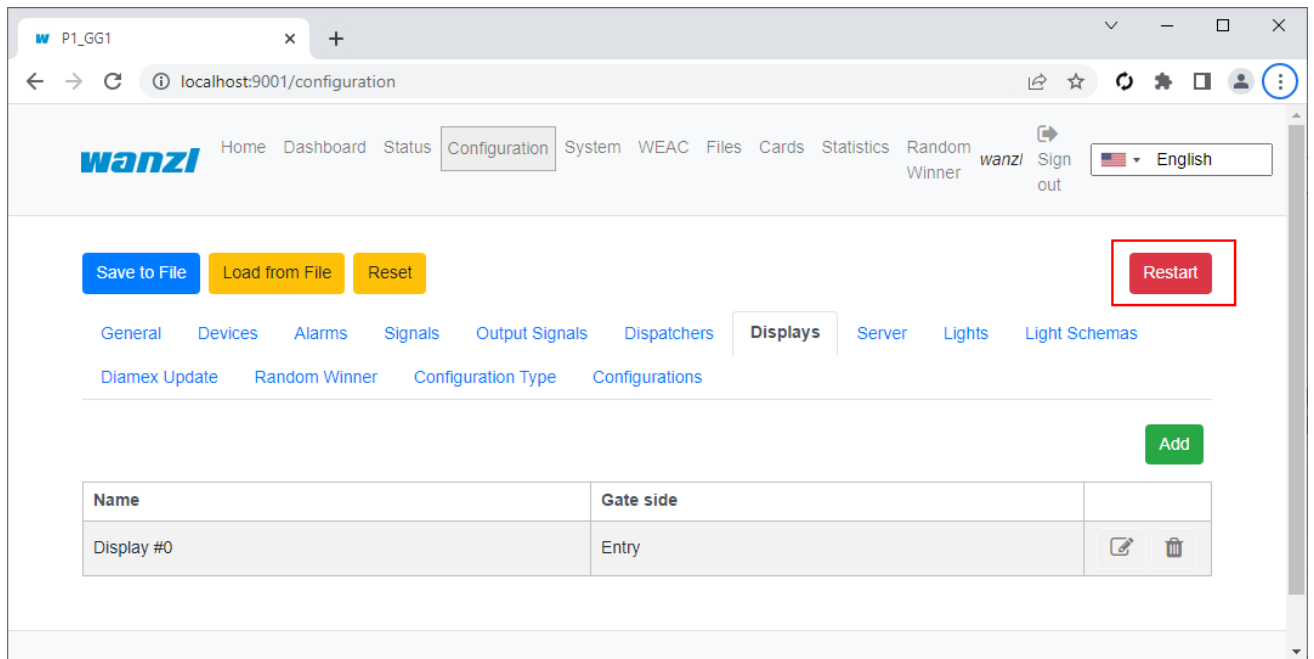 P1_GG1
localhost:9001/configuration
wanzl Home Dashboard Status Configuration System WEAC Files Cards Statistics Random Winner wanzl Sign out English
Save to File Load from File Reset Restart
General Devices Alarms Signals Output Signals Dispatchers Displays Server Lights Light Schemas
Diamex Update Random Winner Configuration Type Configurations
Add
Name Gate side
Display #0 Entry